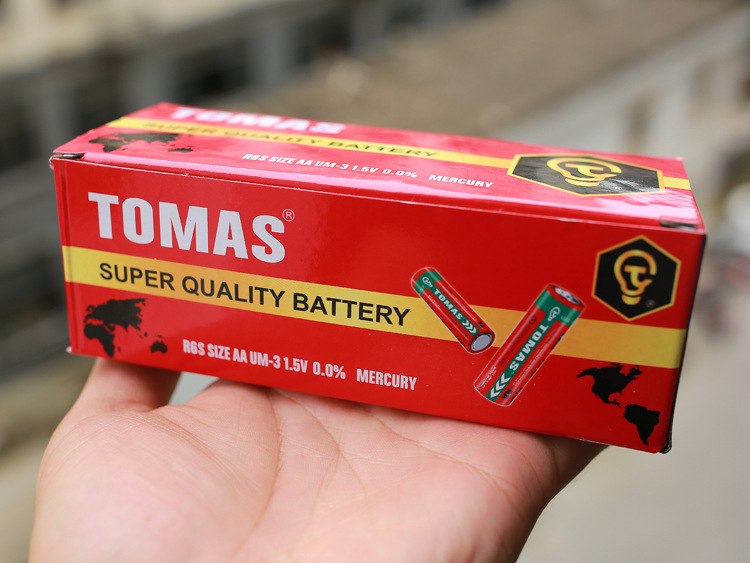 TOMAS
SUPER QUALITY BATTERY
R6S SIZE AA UM-3 1.5V 0.0% MERCURY
TOMAS®
SUPER QUALITY BATTERY
R6S SIZE AA UM-3 1.5V 0.0% MERCURY
TOMAS
TOMAS